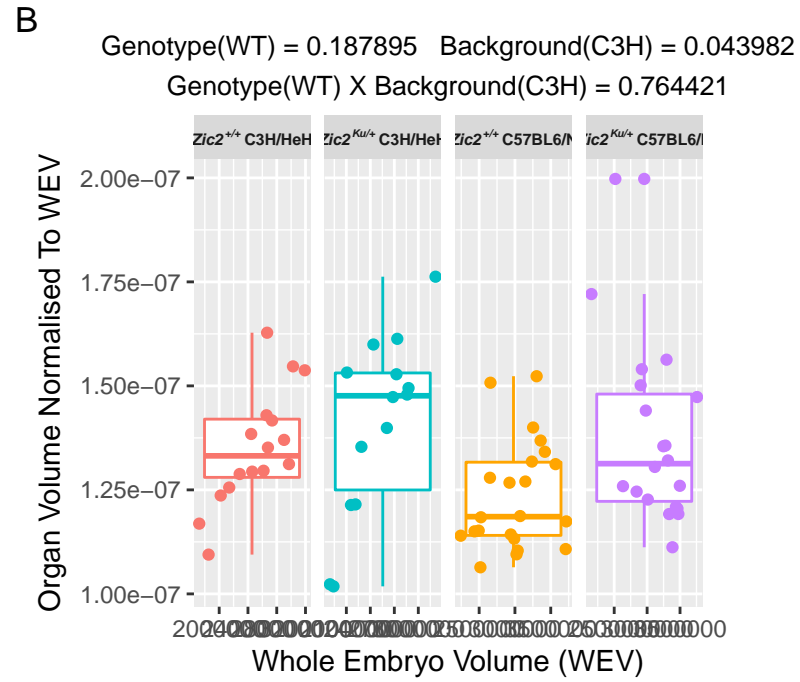 B
Genotype(WT) = 0.187895 Background(C3H) = 0.043982
Genotype(WT) X Background(C3H) = 0.764421
Zic2+/+ C3H/HeH
Zic2Ku/+ C3H/HeH
Zic2+/+ C57BL6/N
Zic2Ku/+ C57BL6/
Organ Volume Normalised To WEV
2.00e−07
1.75e−07
1.50e−07
1.25e−07
1.00e−07
Whole Embryo Volume (WEV)